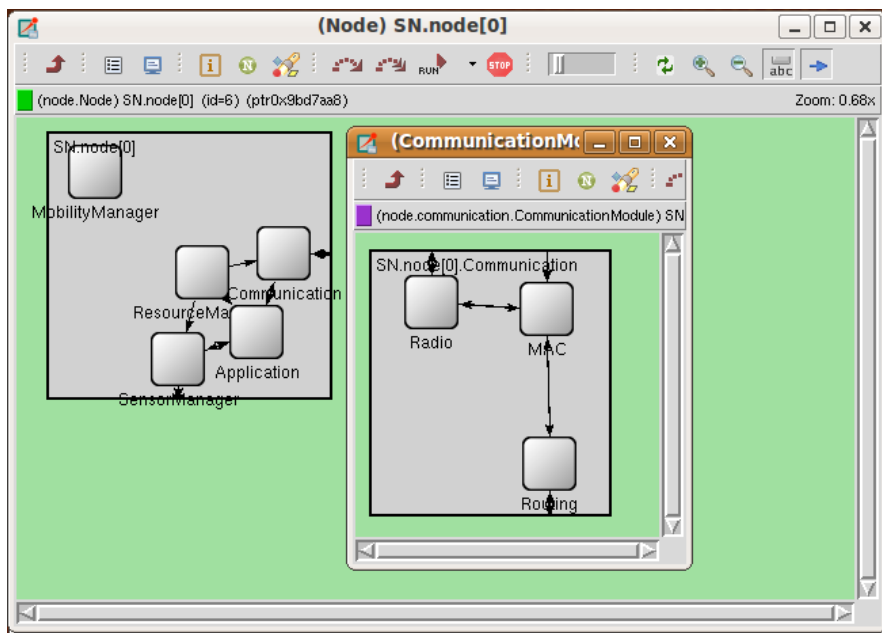 (Node) SN.node[0]
RUN
STOP
abc
(node.Node) SN.node[0] (id=6) (ptr0x9bd7aa8)
Zoom: 0.68x
SN.node[0]
MobilityManager
Communication
ResourceMa
Application
SensorManager
(CommunicationMo
(node.communication.CommunicationModule) SN
SN.node[0].Communication
Radio
MAC
Routing